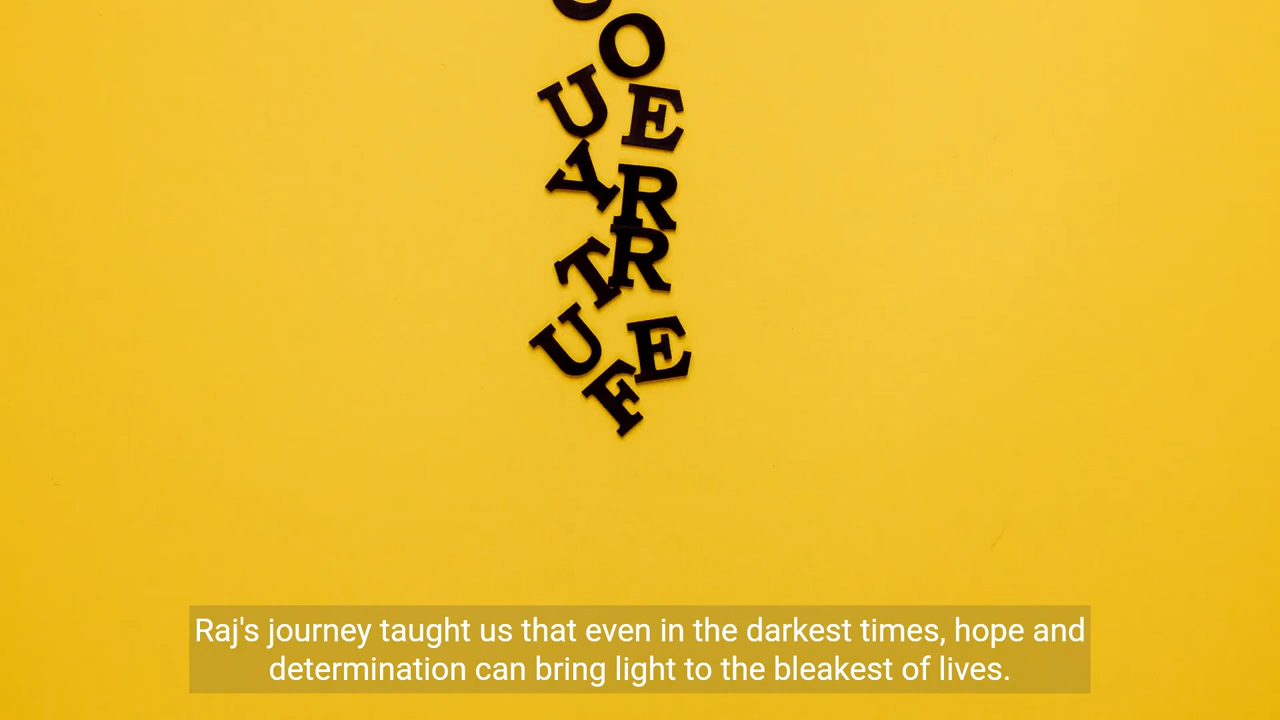 O
U E
Y R
T R
U E
F
Raj's journey taught us that even in the darkest times, hope and
determination can bring light to the bleakest of lives.